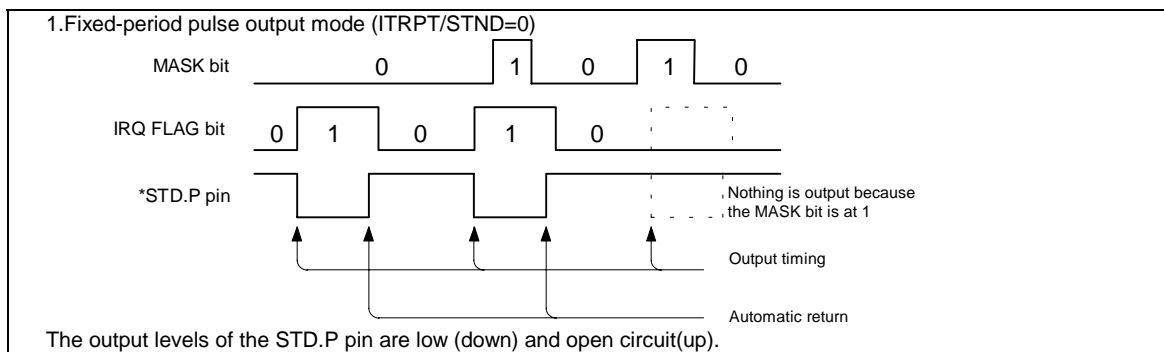 1.Fixed-period pulse output mode (ITRPT/STND=0)
MASK bit
0 1 0 1 0
IRQ FLAG bit
0 1 0 1 0
*STD.P pin
Nothing is output because
the MASK bit is at 1
Output timing
Automatic return
The output levels of the STD.P pin are low (down) and open circuit(up).